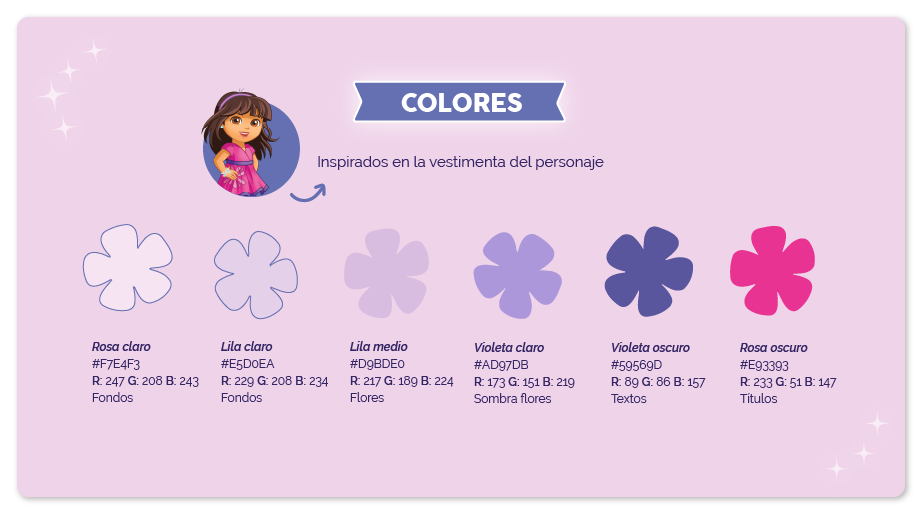 COLORES
Inspirados en la vestimenta del personaje
Rosa claro
#F7E4F3
R: 247 G: 208 B: 243
Fondos
Lila claro
#E5D0EA
R: 229 G: 208 B: 234
Fondos
Lila medio
#D9BDE0
R: 217 G: 189 B: 224
Flores
Violeta claro
#AD97DB
R: 173 G: 151 B: 219
Sombra flores
Violeta oscuro
#59569D
R: 89 G: 86 B: 157
Textos
Rosa oscuro
#E93393
R: 233 G: 51 B: 147
Títulos